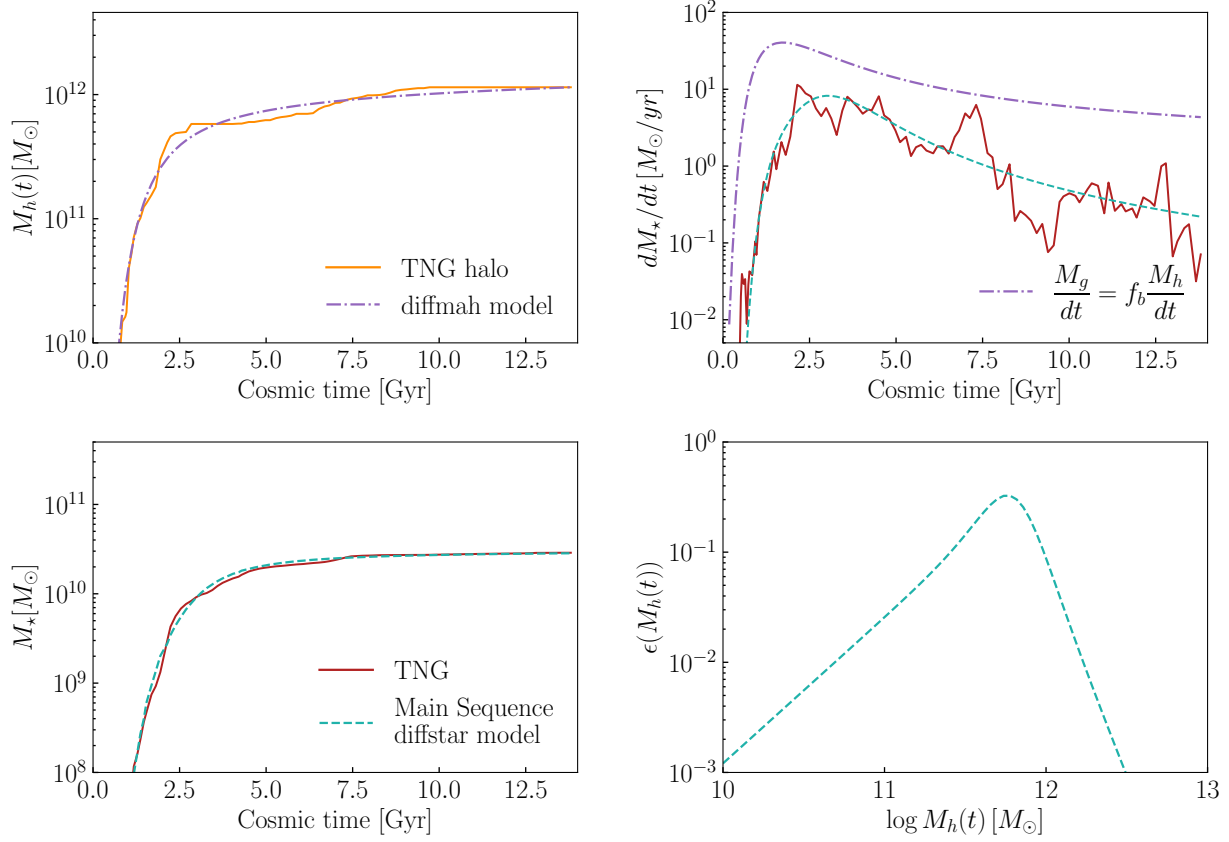 M_h(t) [M_⊙]
10^12
10^11
10^10
TNG halo
diffmah model
0.0 2.5 5.0 7.5 10.0 12.5
Cosmic time [Gyr]
dM_⋆/dt [M_⊙/yr]
10^2
10^1
10^0
10^−1
10^−2
M_g/dt = f_b M_h/dt
0.0 2.5 5.0 7.5 10.0 12.5
Cosmic time [Gyr]
M_⋆[M_⊙]
10^11
10^10
10^9
10^8
TNG
Main Sequence
diffstar model
0.0 2.5 5.0 7.5 10.0 12.5
Cosmic time [Gyr]
ϵ(M_h(t))
10^0
10^−1
10^−2
10^−3
10 11 12 13
log M_h(t) [M_⊙]